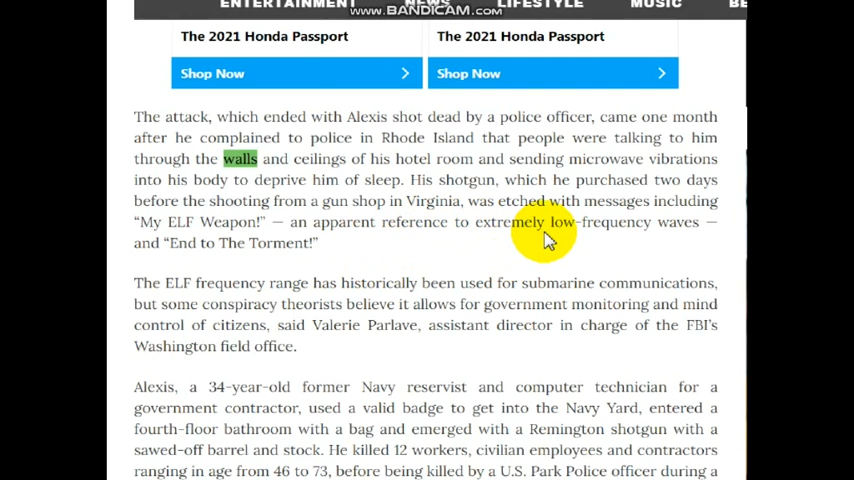 ENTERTAINMENT NEWS LIFESTYLE MUSIC
www.BANDICAM.com
The 2021 Honda Passport The 2021 Honda Passport
Shop Now Shop Now
The attack, which ended with Alexis shot dead by a police officer, came one month
after he complained to police in Rhode Island that people were talking to him
through the walls and ceilings of his hotel room and sending microwave vibrations
into his body to deprive him of sleep. His shotgun, which he purchased two days
before the shooting from a gun shop in Virginia, was etched with messages including
“My ELF Weapon!” — an apparent reference to extremely low-frequency waves —
and “End to The Torment!”
The ELF frequency range has historically been used for submarine communications,
but some conspiracy theorists believe it allows for government monitoring and mind
control of citizens, said Valerie Parlave, assistant director in charge of the FBI’s
Washington field office.
Alexis, a 34-year-old former Navy reservist and computer technician for a
government contractor, used a valid badge to get into the Navy Yard, entered a
fourth-floor bathroom with a bag and emerged with a Remington shotgun with a
sawed-off barrel and stock. He killed 12 workers, civilian employees and contractors
ranging in age from 46 to 73, before being killed by a U.S. Park Police officer during a